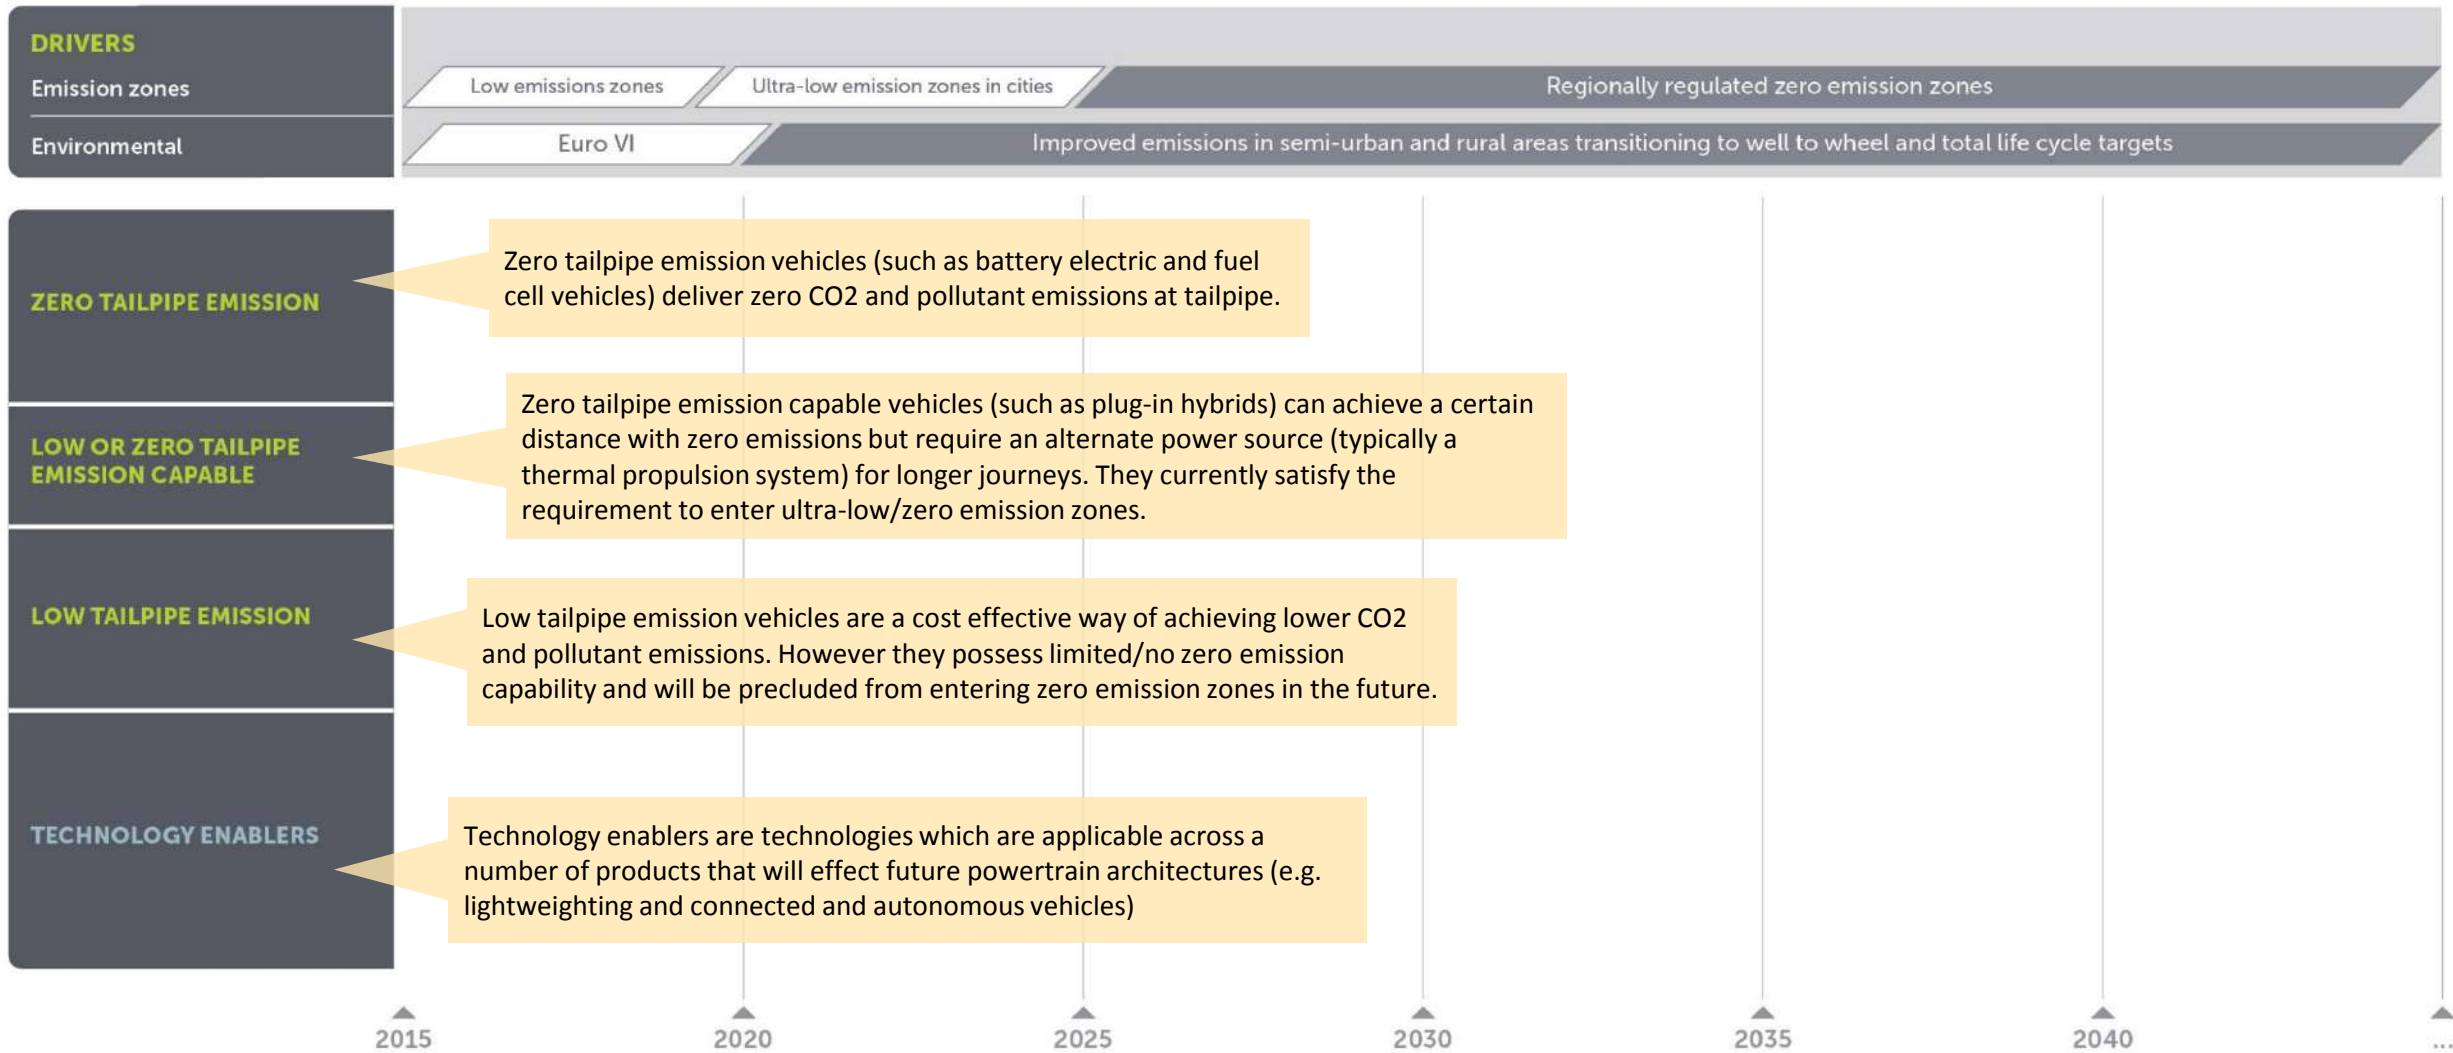 DRIVERS
Emission zones
Low emissions zones
Ultra-low emission zones in cities
Regionally regulated zero emission zones
Environmental
Euro VI
Improved emissions in semi-urban and rural areas transitioning to well to wheel and total life cycle targets
ZERO TAILPIPE EMISSION
Zero tailpipe emission vehicles (such as battery electric and fuel
cell vehicles) deliver zero CO2 and pollutant emissions at tailpipe.
LOW OR ZERO TAILPIPE
EMISSION CAPABLE
Zero tailpipe emission capable vehicles (such as plug-in hybrids) can achieve a certain
distance with zero emissions but require an alternate power source (typically a
thermal propulsion system) for longer journeys. They currently satisfy the
requirement to enter ultra-low/zero emission zones.
LOW TAILPIPE EMISSION
Low tailpipe emission vehicles are a cost effective way of achieving lower CO2
and pollutant emissions. However they possess limited/no zero emission
capability and will be precluded from entering zero emission zones in the future.
TECHNOLOGY ENABLERS
Technology enablers are technologies which are applicable across a
number of products that will effect future powertrain architectures (e.g.
lightweighting and connected and autonomous vehicles)
2015
2020
2025
2030
2035
2040
...